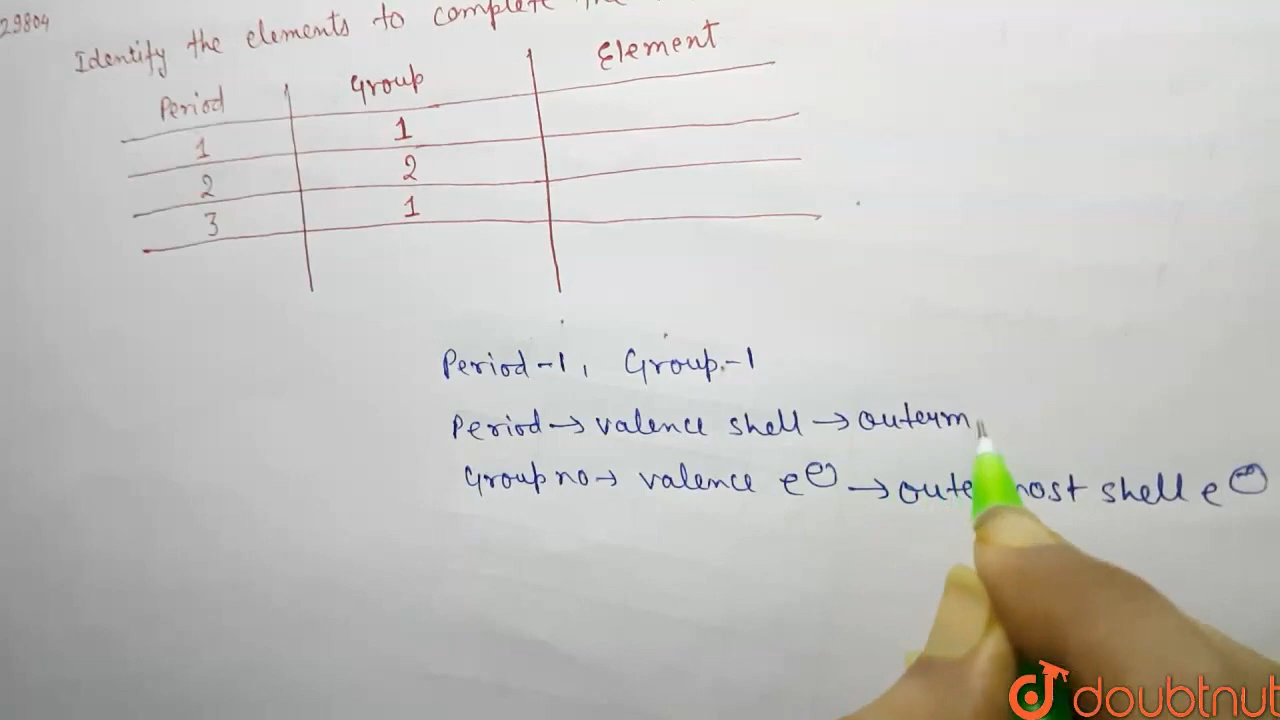 29804
Identify the elements to complete the
Period Group Element
1 1
2 2
3 1
Period-1, Group-1
Period → valence shell → outerm
Group no → valence e⊖ → oute most shell e⊖
doubtnut